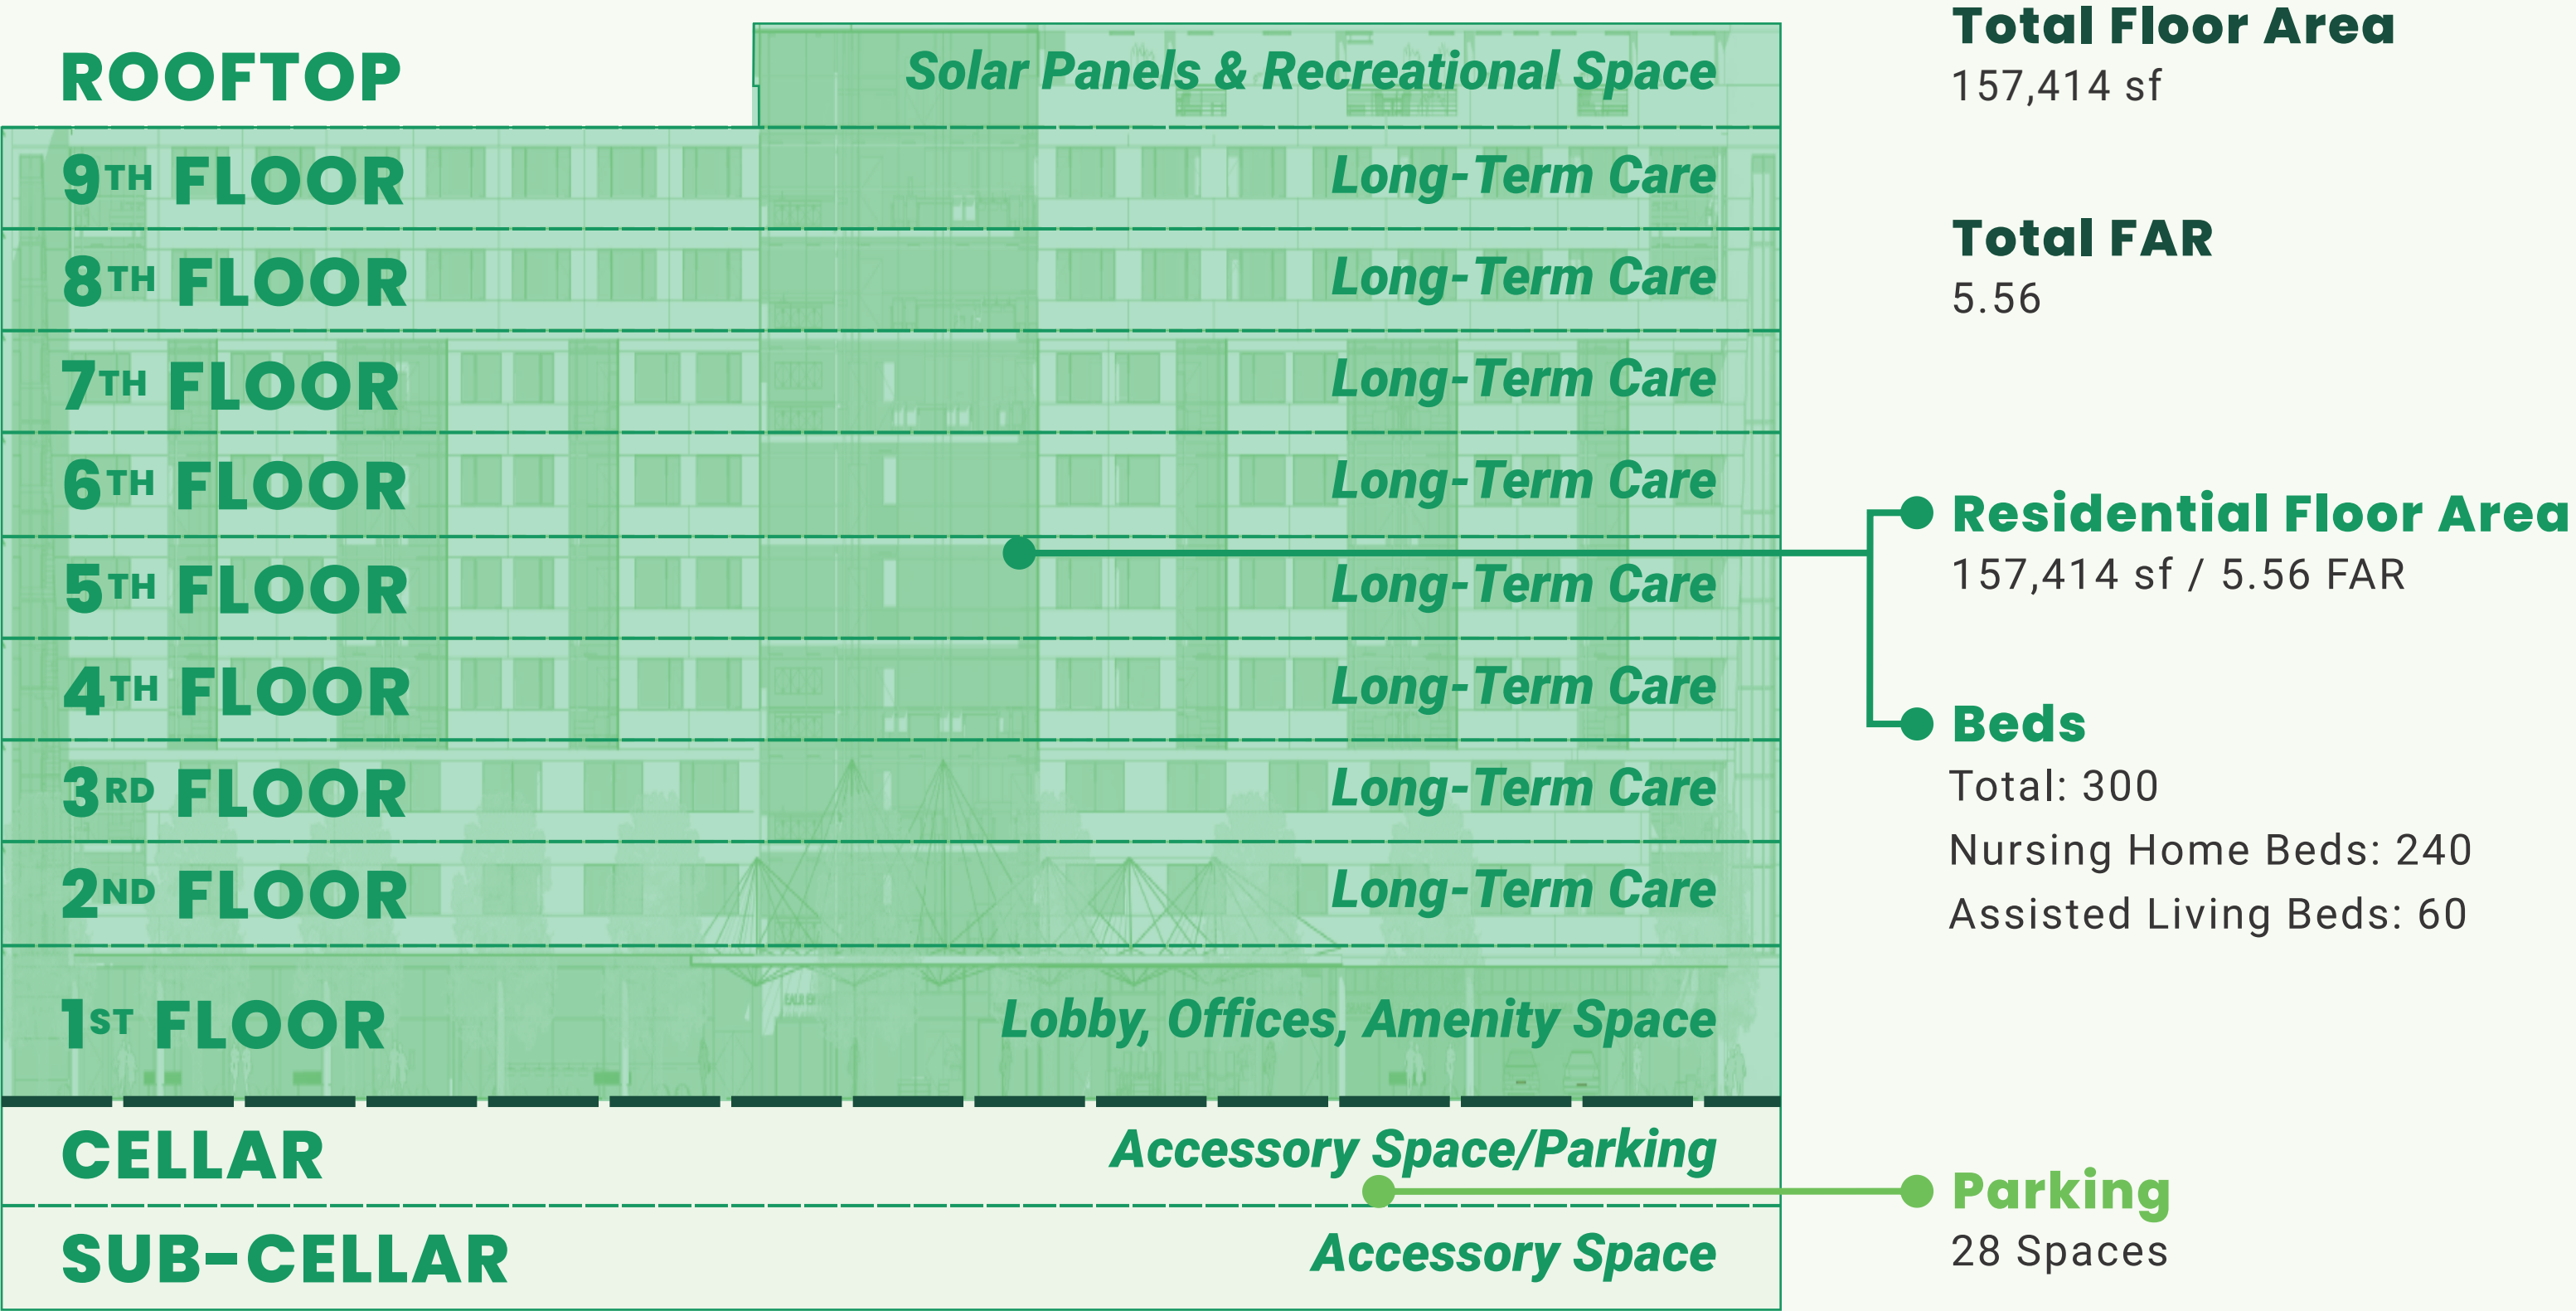 ROOFTOP Solar Panels & Recreational Space
9TH FLOOR Long-Term Care
8TH FLOOR Long-Term Care
7TH FLOOR Long-Term Care
6TH FLOOR Long-Term Care
5TH FLOOR Long-Term Care
4TH FLOOR Long-Term Care
3RD FLOOR Long-Term Care
2ND FLOOR Long-Term Care
1ST FLOOR Lobby, Offices, Amenity Space
CELLAR Accessory Space/Parking
SUB-CELLAR Accessory Space
Total Floor Area
157,414 sf
Total FAR
5.56
Residential Floor Area
157,414 sf / 5.56 FAR
Beds
Total: 300
Nursing Home Beds: 240
Assisted Living Beds: 60
Parking
28 Spaces